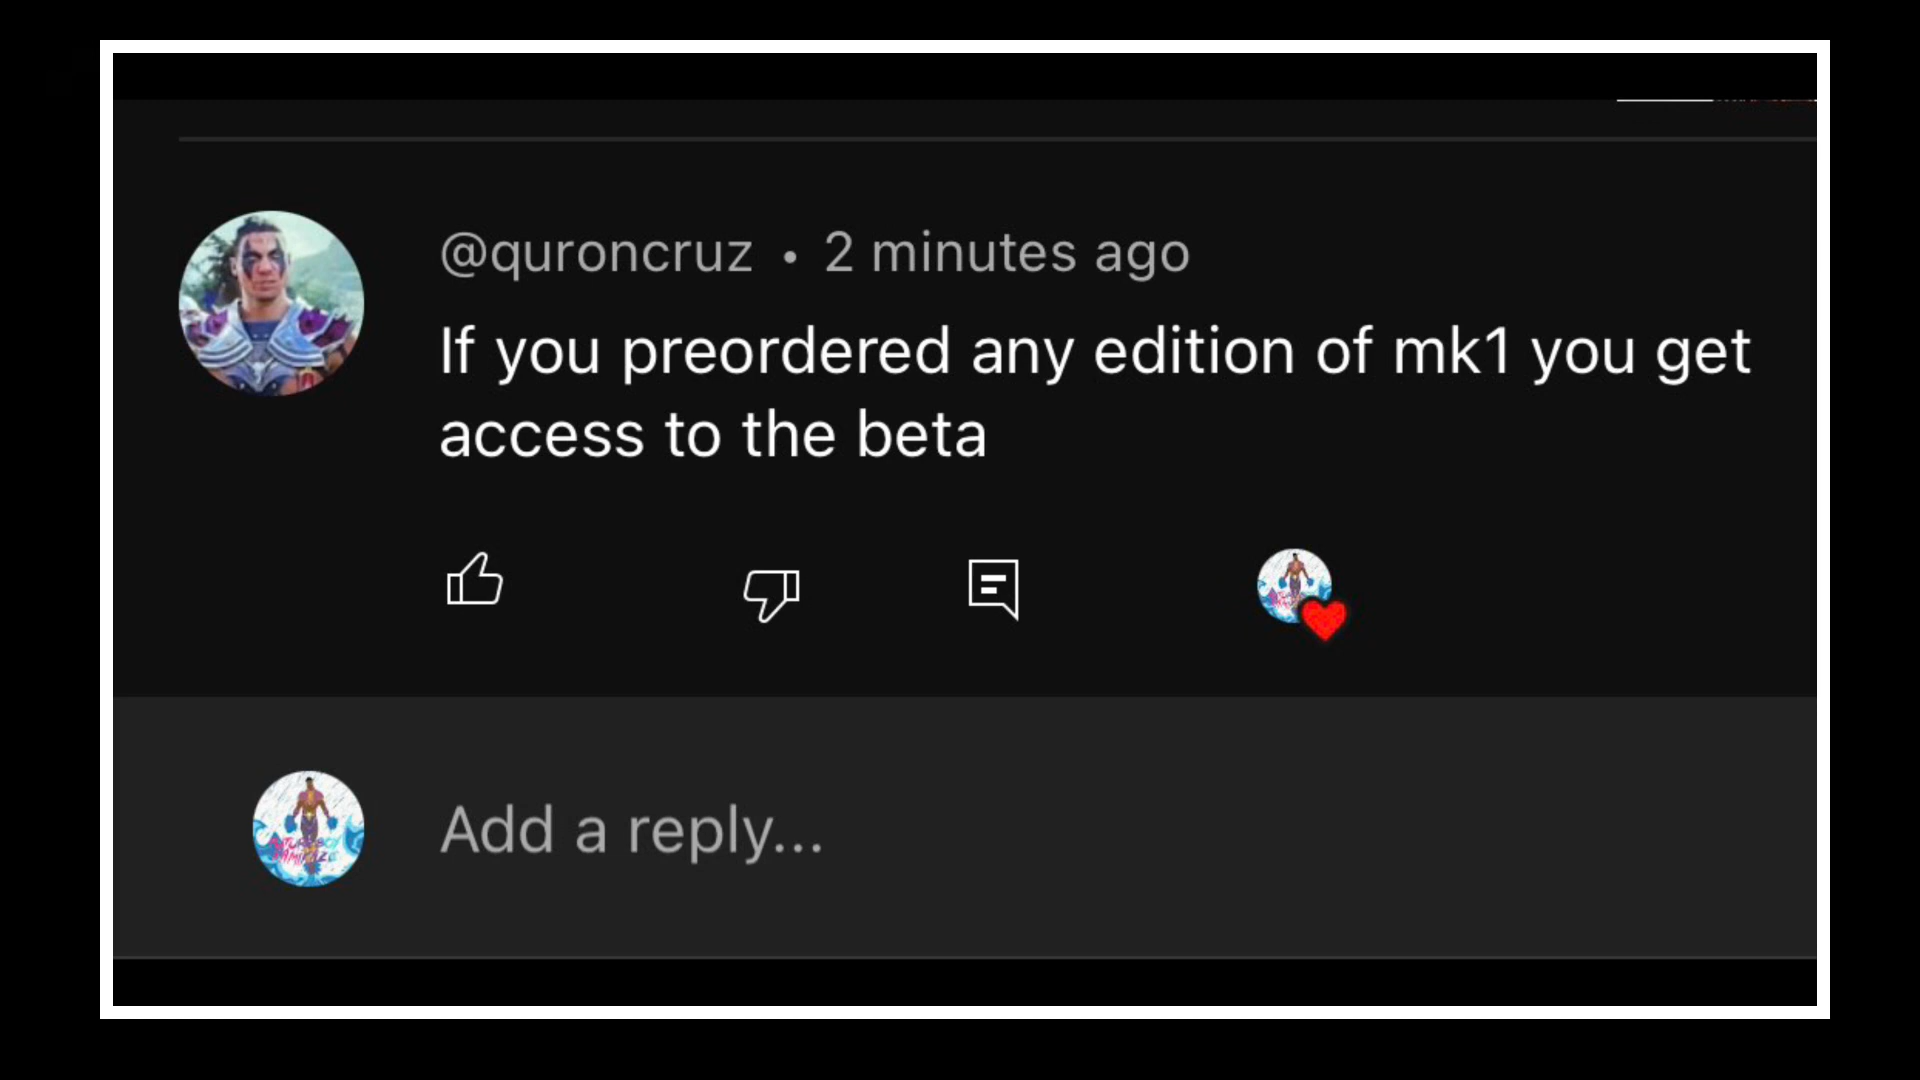 @quroncruz • 2 minutes ago
If you preordered any edition of mk1 you get
access to the beta
Add a reply...